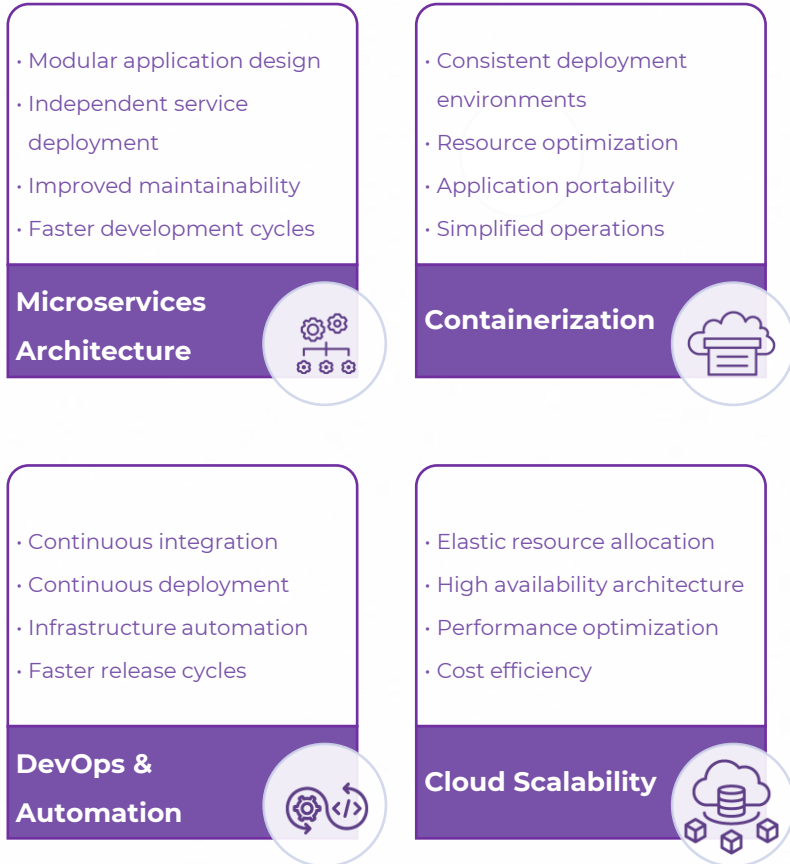 · Modular application design
· Independent service
deployment
· Improved maintainability
· Faster development cycles
Microservices
Architecture
· Consistent deployment
environments
· Resource optimization
· Application portability
· Simplified operations
Containerization
· Continuous integration
· Continuous deployment
· Infrastructure automation
· Faster release cycles
DevOps &
Automation
· Elastic resource allocation
· High availability architecture
· Performance optimization
· Cost efficiency
Cloud Scalability